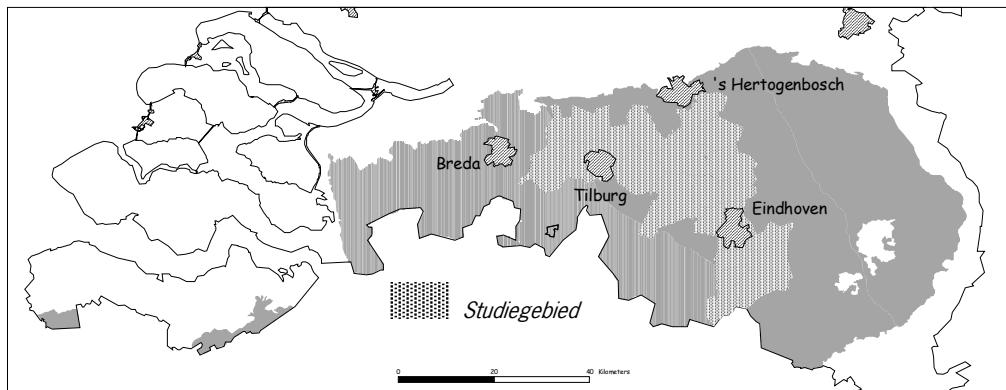 's Hertogenbosch
Breda
Tilburg
Eindhoven
Studiegebied
0 20 40 Kilometers